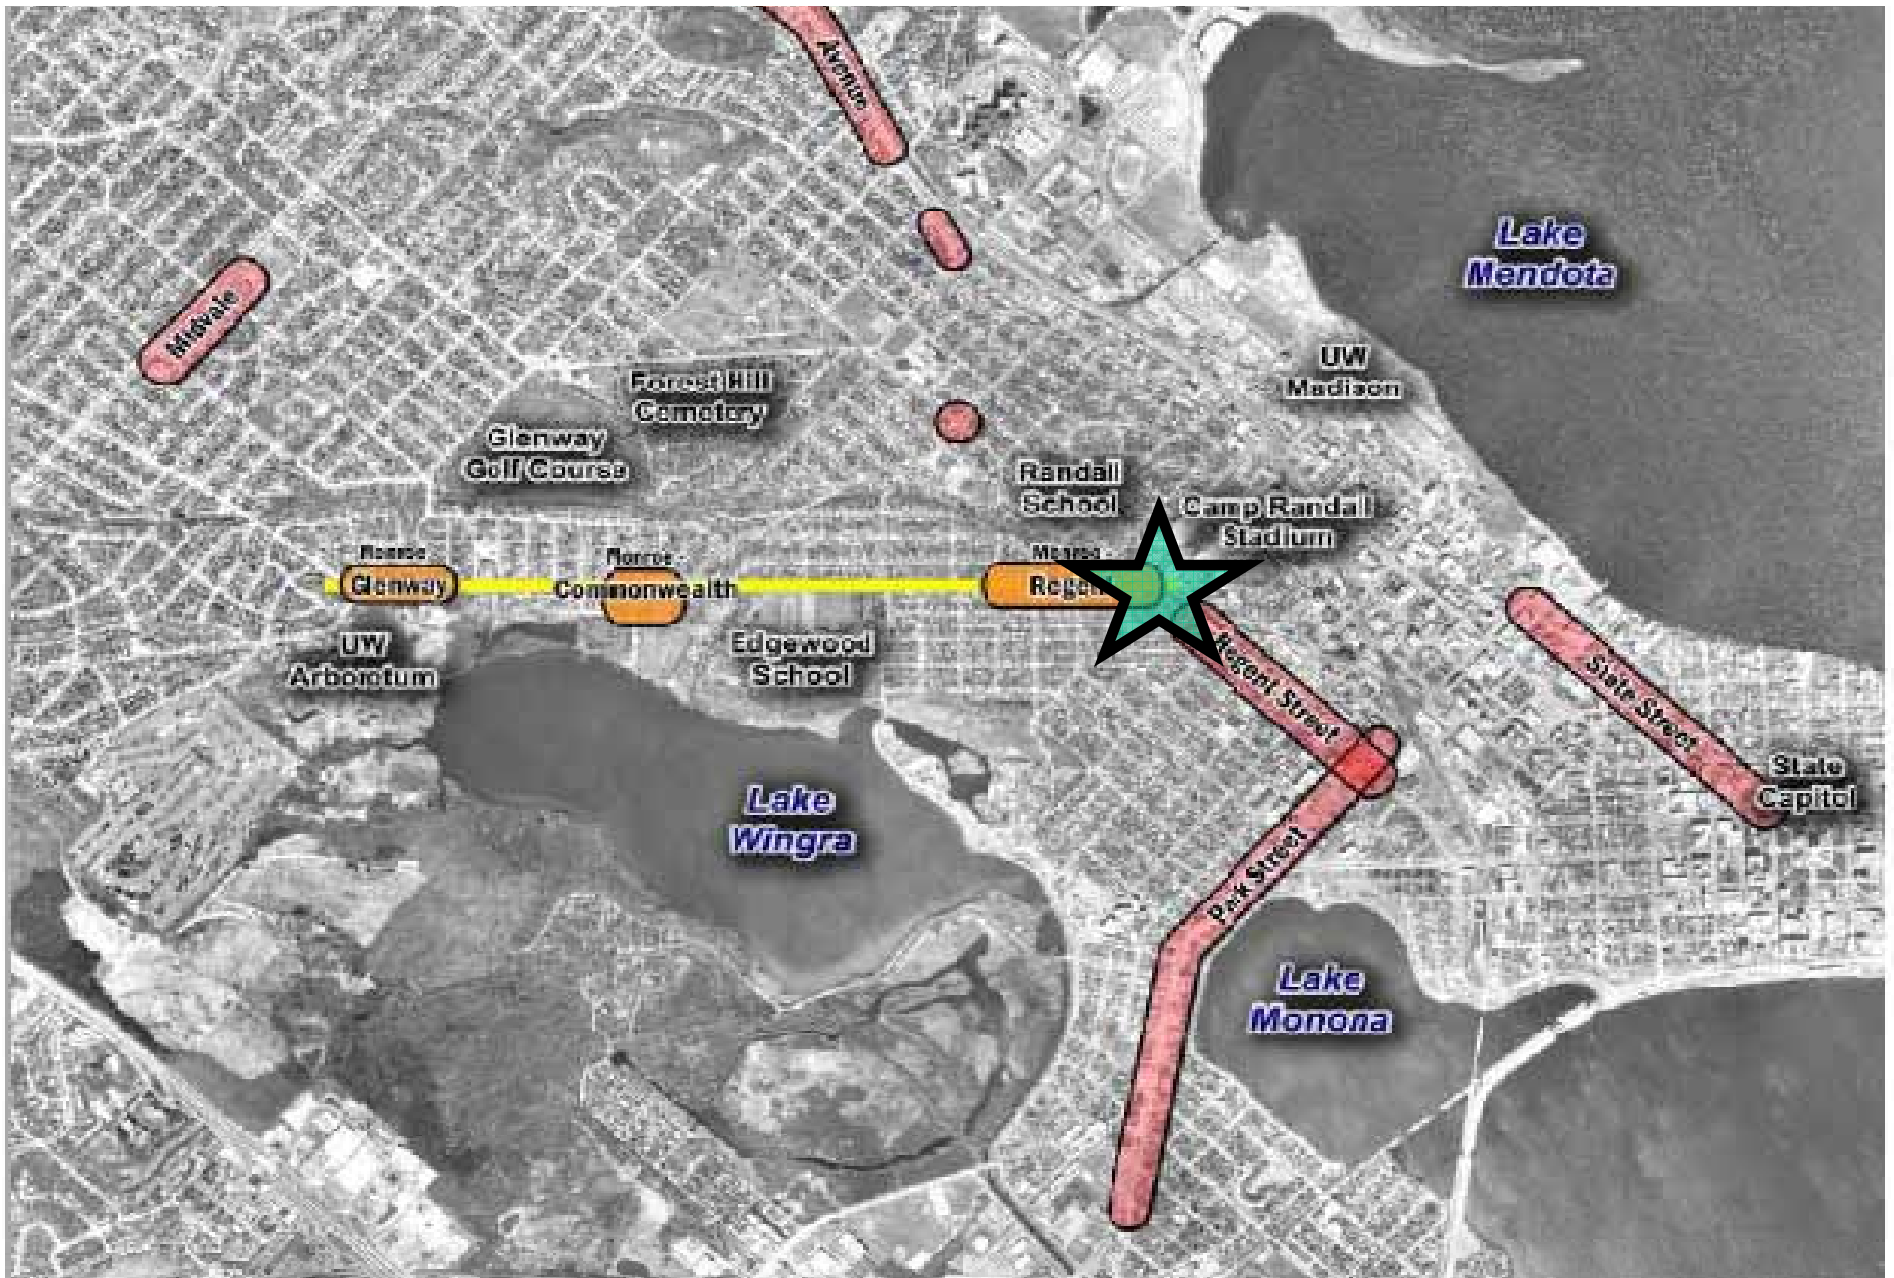 Avenue
Lake
Mendota
Midvale
UW
Madison
Forest Hill
Cemetery
Glenway
Golf Course
Randall
School
Camp Randall
Stadium
Monroe -
Glenway
Monroe -
Commonwealth
Monroe -
Regent
UW
Arboretum
Edgewood
School
Regent Street
State Street
State
Capitol
Lake
Wingra
Park Street
Lake
Monona